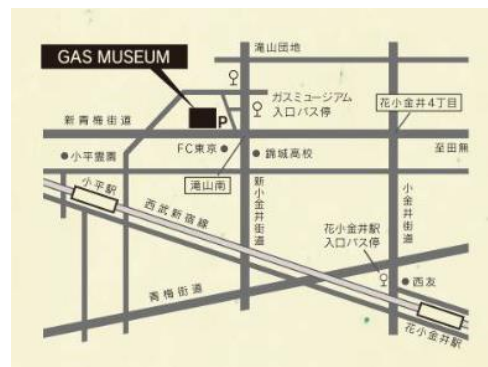 滝山団地
GAS MUSEUM
ガスミュージアム
入口バス停
花小金井4丁目
P
新青梅街道
FC東京
錦城高校
至田無
小平霊園
滝山南
小平駅
西武新宿線
新小金井街道
小金井街道
花小金井駅
入口バス停
西友
青梅街道
花小金井駅